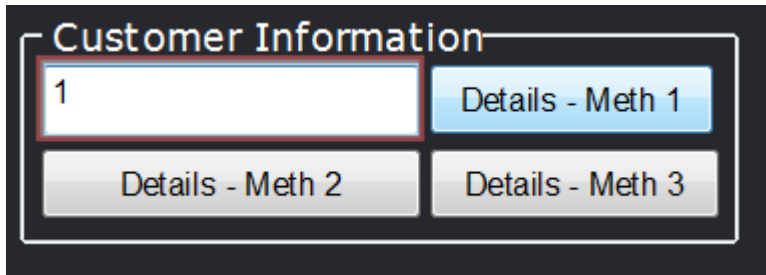 Customer Information
1
Details - Meth 1
Details - Meth 2
Details - Meth 3